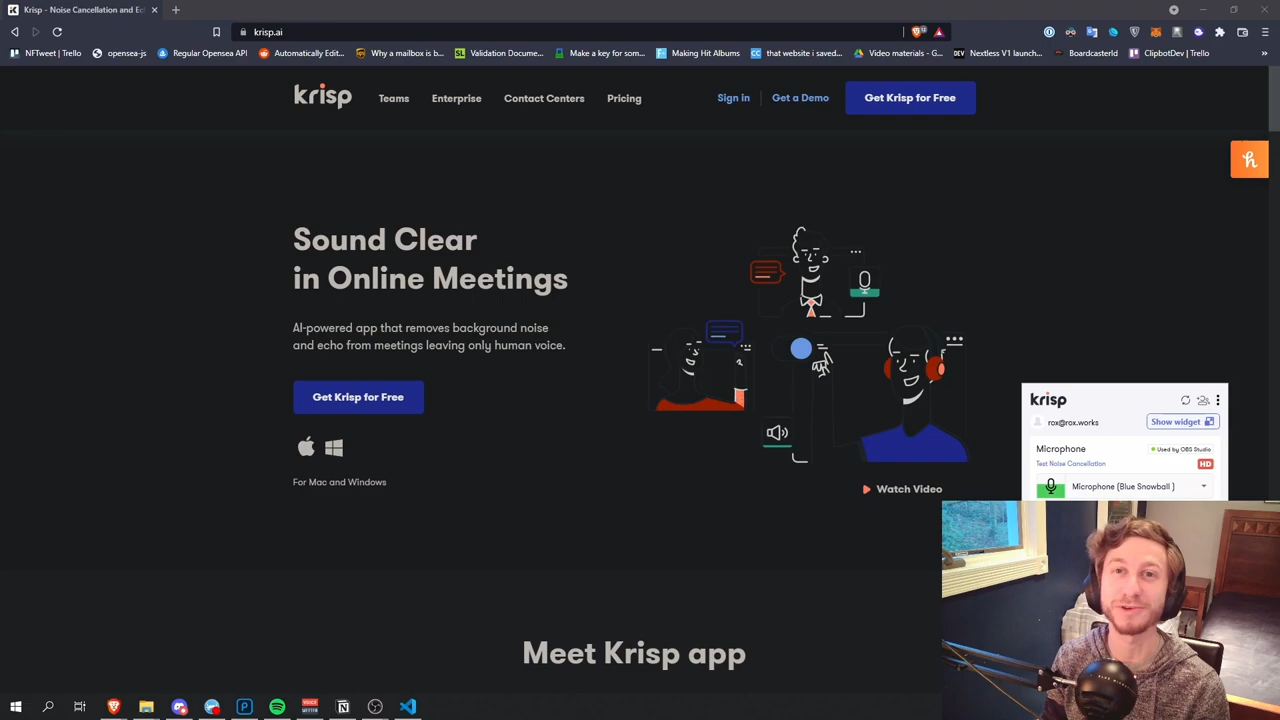 Krisp - Noise Cancellation and Ec
krisp.ai
NFTweet | Trello
opensea-js
Regular Opensea API
Automatically Edit...
Why a mailbox is b...
Validation Docume...
Make a key for som...
Making Hit Albums
that website i saved...
Video materials - G...
Nextless V1 launch...
BoardcasterId
ClipbotDev | Trello
krisp
Teams
Enterprise
Contact Centers
Pricing
Sign in
Get a Demo
Get Krisp for Free
Sound Clear
in Online Meetings
AI-powered app that removes background noise
and echo from meetings leaving only human voice.
Get Krisp for Free
For Mac and Windows
Watch Video
krisp
rox@rox.works
Show widget
Microphone
Used by OBS Studio
Test Noise Cancellation
HD
Microphone (Blue Snowball )
Meet Krisp app